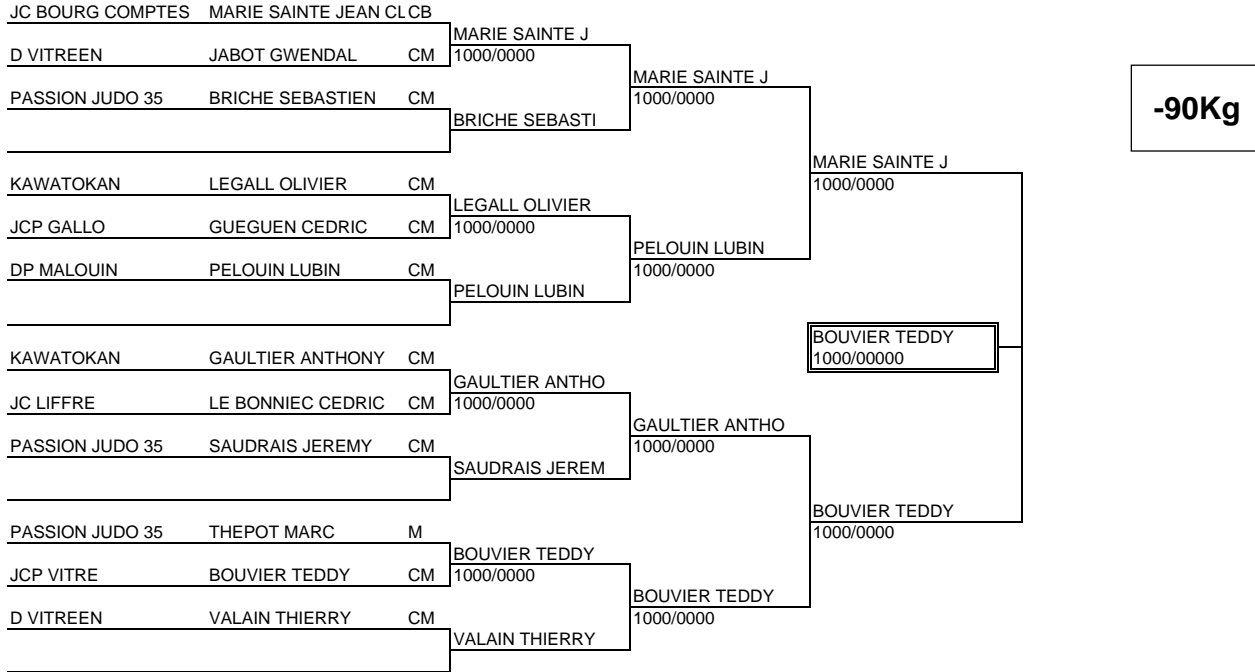 JC BOURG COMPTES MARIE SAINTE JEAN CL CB
MARIE SAINTE J
D VITREEN JABOT GWENDAL CM 1000/0000
MARIE SAINTE J
PASSION JUDO 35 BRICHE SEBASTIEN CM 1000/0000
-90Kg
BRICHE SEBASTI
MARIE SAINTE J
KAWATOKAN LEGALL OLIVIER CM 1000/0000
LEGALL OLIVIER
JCP GALLO GUEGUEN CEDRIC CM 1000/0000
PELOUIN LUBIN
DP MALOUIN PELOUIN LUBIN CM 1000/0000
PELOUIN LUBIN
BOUVIER TEDDY
KAWATOKAN GAULTIER ANTHONY CM 1000/00000
GAULTIER ANTHO
JC LIFFRE LE BONNIEC CEDRIC CM 1000/0000
GAULTIER ANTHO
PASSION JUDO 35 SAUDRAIS JEREMY CM 1000/0000
SAUDRAIS JEREM
BOUVIER TEDDY
PASSION JUDO 35 THEPOT MARC M 1000/0000
BOUVIER TEDDY
JCP VITRE BOUVIER TEDDY CM 1000/0000
BOUVIER TEDDY
D VITREEN VALAIN THIERRY CM 1000/0000
VALAIN THIERRY